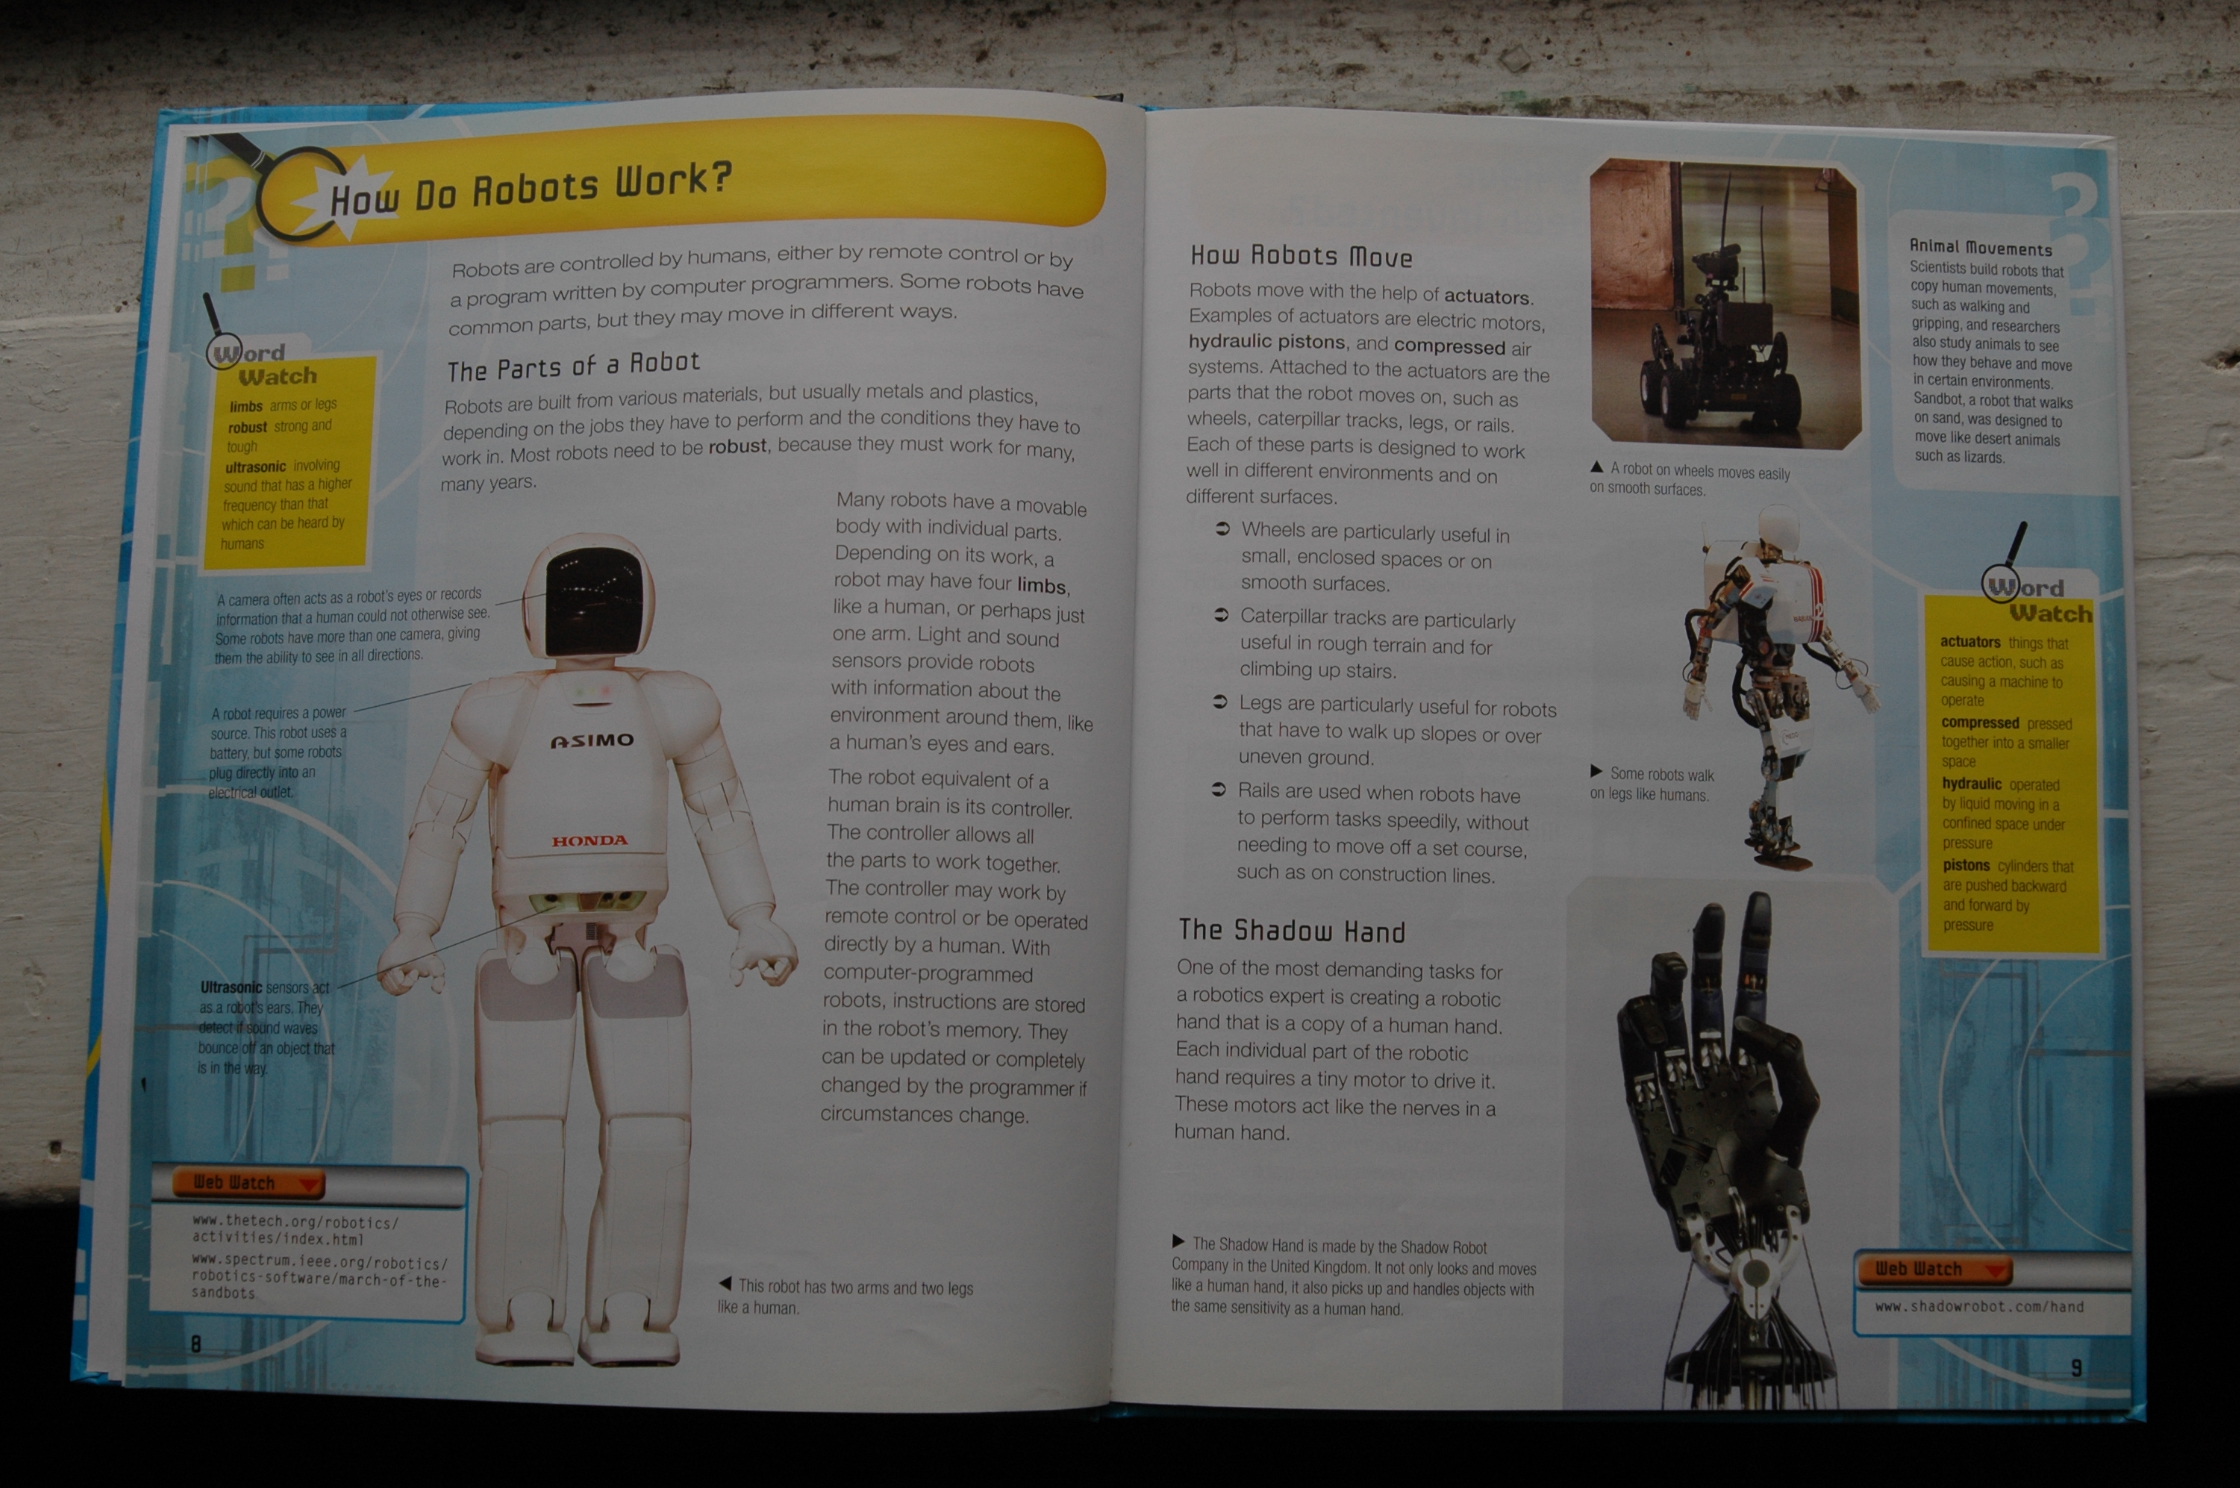 How Do Robots Work?
Robots are controlled by humans, either by remote control or by
a program written by computer programmers. Some robots have
common parts, but they may move in different ways.
Word
Watch
limbs arms or legs
robust strong and
tough
ultrasonic involving
sound that has a higher
frequency than that
which can be heard by
humans
The Parts of a Robot
Robots are built from various materials, but usually metals and plastics,
depending on the jobs they have to perform and the conditions they have to
work in. Most robots need to be robust, because they must work for many,
many years.
A camera often acts as a robot's eyes or records
information that a human could not otherwise see.
Some robots have more than one camera, giving
them the ability to see in all directions.
A robot requires a power
source. This robot uses a
battery, but some robots
plug directly into an
electrical outlet.
Ultrasonic sensors act
as a robot's ears. They
detect if sound waves
bounce off an object that
is in the way.
ASIMO
HONDA
Many robots have a movable
body with individual parts.
Depending on its work, a
robot may have four limbs,
like a human, or perhaps just
one arm. Light and sound
sensors provide robots
with information about the
environment around them, like
a human's eyes and ears.
The robot equivalent of a
human brain is its controller.
The controller allows all
the parts to work together.
The controller may work by
remote control or be operated
directly by a human. With
computer-programmed
robots, instructions are stored
in the robot's memory. They
can be updated or completely
changed by the programmer if
circumstances change.
Web Watch
www.thetech.org/robotics/
activities/index.html
www.spectrum.ieee.org/robotics/
robotics-software/march-of-the-
sandbots
◀ This robot has two arms and two legs
like a human.
8
How Robots Move
Robots move with the help of actuators.
Examples of actuators are electric motors,
hydraulic pistons, and compressed air
systems. Attached to the actuators are the
parts that the robot moves on, such as
wheels, caterpillar tracks, legs, or rails.
Each of these parts is designed to work
well in different environments and on
different surfaces.
➲ Wheels are particularly useful in
small, enclosed spaces or on
smooth surfaces.
➲ Caterpillar tracks are particularly
useful in rough terrain and for
climbing up stairs.
➲ Legs are particularly useful for robots
that have to walk up slopes or over
uneven ground.
➲ Rails are used when robots have
to perform tasks speedily, without
needing to move off a set course,
such as on construction lines.
The Shadow Hand
One of the most demanding tasks for
a robotics expert is creating a robotic
hand that is a copy of a human hand.
Each individual part of the robotic
hand requires a tiny motor to drive it.
These motors act like the nerves in a
human hand.
▶ The Shadow Hand is made by the Shadow Robot
Company in the United Kingdom. It not only looks and moves
like a human hand, it also picks up and handles objects with
the same sensitivity as a human hand.
▲ A robot on wheels moves easily
on smooth surfaces.
▶ Some robots walk
on legs like humans.
Animal Movements
Scientists build robots that
copy human movements,
such as walking and
gripping, and researchers
also study animals to see
how they behave and move
in certain environments.
Sandbot, a robot that walks
on sand, was designed to
move like desert animals
such as lizards.
Word
Watch
actuators things that
cause action, such as
causing a machine to
operate
compressed pressed
together into a smaller
space
hydraulic operated
by liquid moving in a
confined space under
pressure
pistons cylinders that
are pushed backward
and forward by
pressure
Web Watch
www.shadowrobot.com/hand
9